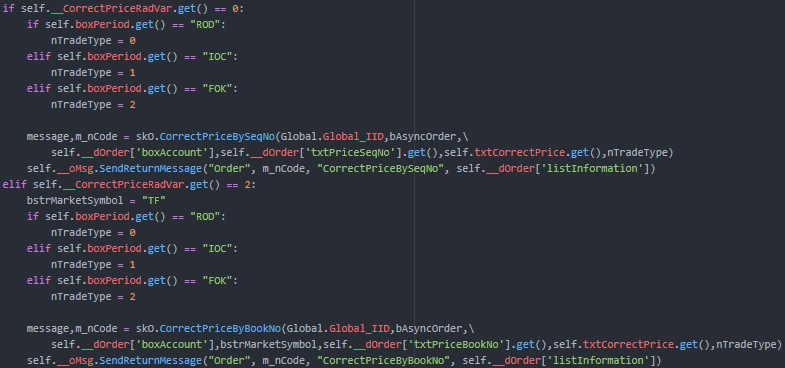 if self.__CorrectPriceRadVar.get() == 0:
    if self.boxPeriod.get() == "ROD":
        nTradeType = 0
    elif self.boxPeriod.get() == "IOC":
        nTradeType = 1
    elif self.boxPeriod.get() == "FOK":
        nTradeType = 2

    message,m_nCode = skO.CorrectPriceBySeqNo(Global.Global_IID,bAsyncOrder,\
        self.__dOrder['boxAccount'],self.__dOrder['txtPriceSeqNo'].get(),self.txtCorrectPrice.get(),nTradeType)
    self.__oMsg.SendReturnMessage("Order", m_nCode, "CorrectPriceBySeqNo", self.__dOrder['listInformation'])
elif self.__CorrectPriceRadVar.get() == 2:
    bstrMarketSymbol = "TF"
    if self.boxPeriod.get() == "ROD":
        nTradeType = 0
    elif self.boxPeriod.get() == "IOC":
        nTradeType = 1
    elif self.boxPeriod.get() == "FOK":
        nTradeType = 2

    message,m_nCode = skO.CorrectPriceByBookNo(Global.Global_IID,bAsyncOrder,\
        self.__dOrder['boxAccount'],bstrMarketSymbol,self.__dOrder['txtPriceBookNo'].get(),self.txtCorrectPrice.get(),nTradeType)
    self.__oMsg.SendReturnMessage("Order", m_nCode, "CorrectPriceByBookNo", self.__dOrder['listInformation'])